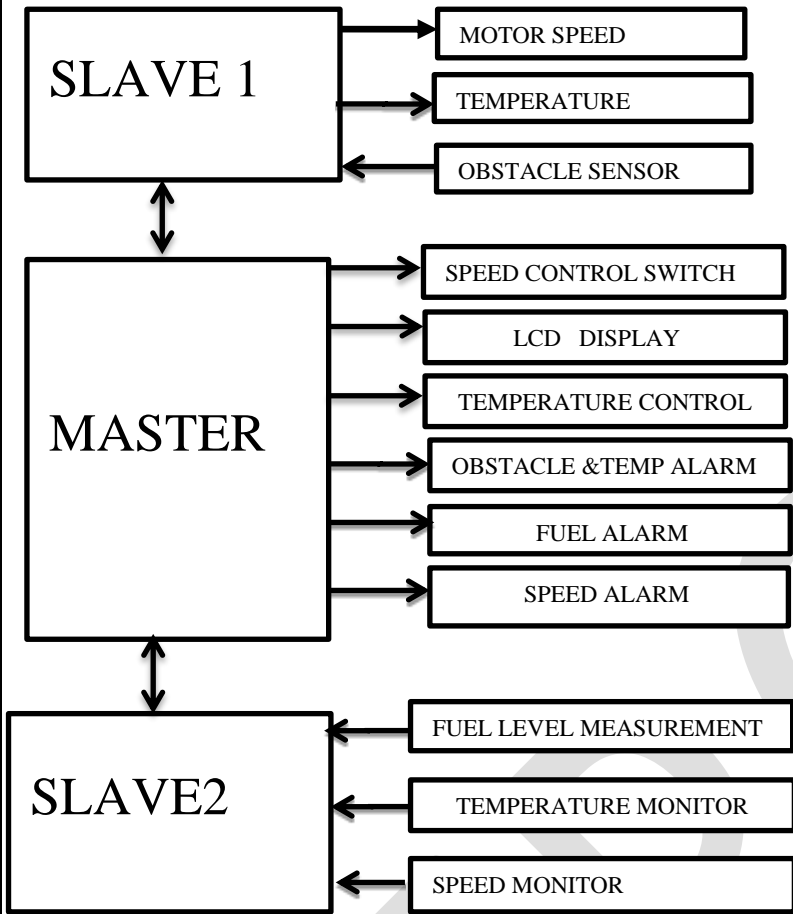 SLAVE 1
MOTOR SPEED
TEMPERATURE
OBSTACLE SENSOR
MASTER
SPEED CONTROL SWITCH
LCD DISPLAY
TEMPERATURE CONTROL
OBSTACLE &TEMP ALARM
FUEL ALARM
SPEED ALARM
SLAVE2
FUEL LEVEL MEASUREMENT
TEMPERATURE MONITOR
SPEED MONITOR